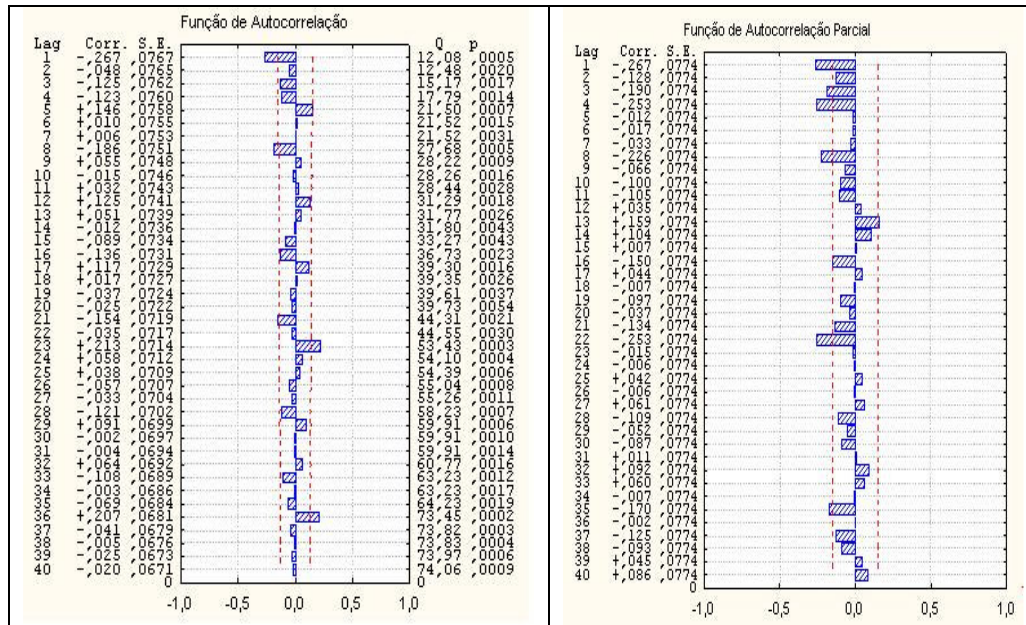 Função de Autocorrelação
Lag Corr. S.E. Q p
1 -,267 ,0767 12,08 ,0005
2 -,048 ,0765 12,48 ,0020
3 -,125 ,0762 15,17 ,0017
4 -,123 ,0760 17,79 ,0014
5 +,146 ,0758 21,50 ,0007
6 +,010 ,0755 21,52 ,0015
7 +,006 ,0753 21,52 ,0031
8 -,186 ,0751 27,68 ,0005
9 +,055 ,0748 28,22 ,0009
10 -,015 ,0746 28,26 ,0016
11 +,032 ,0743 28,44 ,0028
12 +,125 ,0741 31,29 ,0018
13 +,051 ,0739 31,77 ,0026
14 -,012 ,0736 31,80 ,0043
15 -,089 ,0734 33,27 ,0043
16 -,136 ,0731 36,73 ,0023
17 +,117 ,0729 39,30 ,0016
18 +,017 ,0727 39,35 ,0026
19 -,037 ,0724 39,61 ,0037
20 -,025 ,0722 39,73 ,0054
21 -,154 ,0719 44,31 ,0021
22 -,035 ,0717 44,55 ,0030
23 +,213 ,0714 53,43 ,0003
24 +,058 ,0712 54,10 ,0004
25 +,038 ,0709 54,39 ,0006
26 -,057 ,0707 55,04 ,0008
27 -,033 ,0704 55,26 ,0011
28 -,121 ,0702 58,23 ,0007
29 +,091 ,0699 59,91 ,0006
30 -,002 ,0697 59,91 ,0010
31 -,004 ,0694 59,91 ,0014
32 +,064 ,0692 60,77 ,0016
33 -,108 ,0689 63,23 ,0012
34 -,003 ,0686 63,23 ,0017
35 -,069 ,0684 64,23 ,0019
36 +,207 ,0681 73,45 ,0002
37 -,041 ,0679 73,82 ,0003
38 -,005 ,0676 73,83 ,0004
39 -,025 ,0673 73,97 ,0006
40 -,020 ,0671 74,06 ,0009
0 0
-1,0 -0,5 0,0 0,5 1,0
Função de Autocorrelação Parcial
Lag Corr. S.E.
1 -,267 ,0774
2 -,128 ,0774
3 -,190 ,0774
4 -,253 ,0774
5 -,012 ,0774
6 -,017 ,0774
7 -,033 ,0774
8 -,226 ,0774
9 -,066 ,0774
10 -,100 ,0774
11 -,105 ,0774
12 +,035 ,0774
13 +,159 ,0774
14 +,104 ,0774
15 +,007 ,0774
16 -,150 ,0774
17 +,044 ,0774
18 -,007 ,0774
19 -,097 ,0774
20 -,037 ,0774
21 -,134 ,0774
22 -,253 ,0774
23 -,015 ,0774
24 -,006 ,0774
25 +,042 ,0774
26 -,006 ,0774
27 +,061 ,0774
28 -,109 ,0774
29 -,052 ,0774
30 -,087 ,0774
31 +,011 ,0774
32 +,092 ,0774
33 +,060 ,0774
34 -,007 ,0774
35 -,170 ,0774
36 -,002 ,0774
37 -,125 ,0774
38 -,093 ,0774
39 +,045 ,0774
40 +,086 ,0774
0
-1,0 -0,5 0,0 0,5 1,0